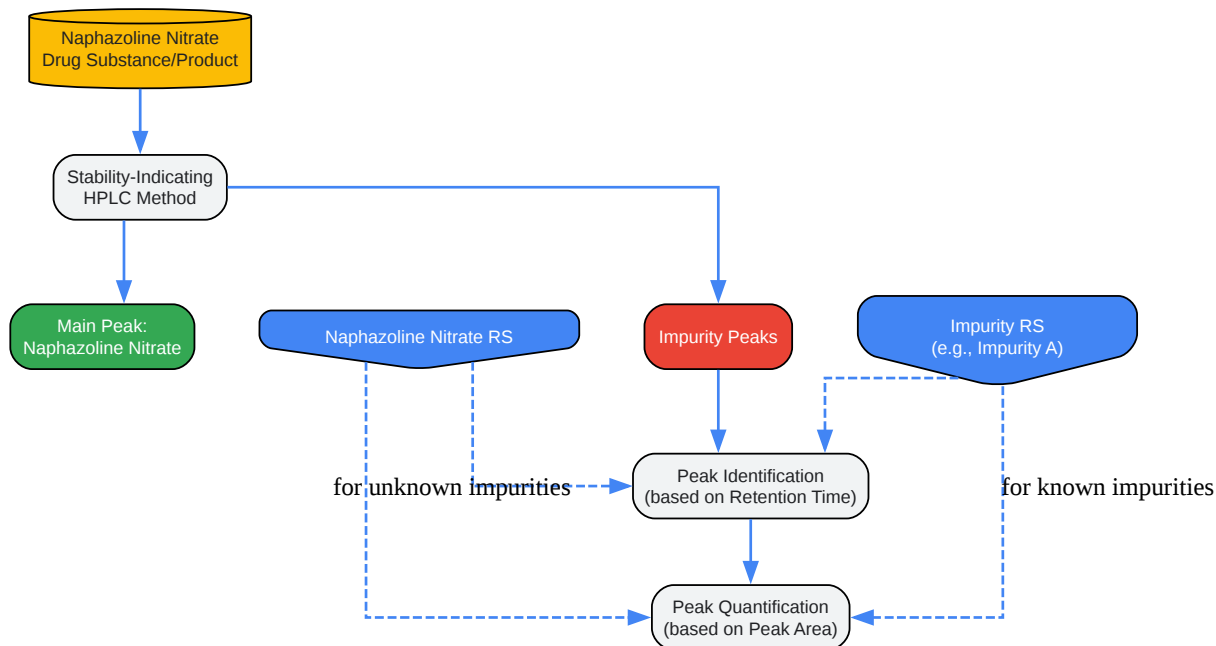 Naphazoline Nitrate
Drug Substance/Product
Stability-Indicating
HPLC Method
Main Peak:
Naphazoline Nitrate
Naphazoline Nitrate RS
Impurity Peaks
Impurity RS
(e.g., Impurity A)
for unknown impurities
Peak Identification
(based on Retention Time)
for known impurities
Peak Quantification
(based on Peak Area)